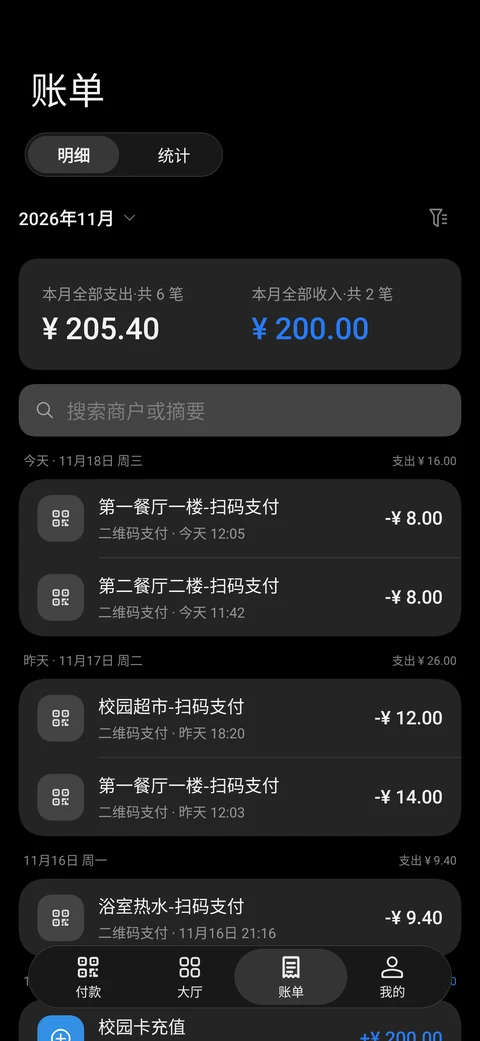 账单
明细 统计
2026年11月
本月全部支出·共 6 笔 本月全部收入·共 2 笔
¥ 205.40 ¥ 200.00
搜索商户或摘要
今天 · 11月18日 周三 支出 ¥ 16.00
第一餐厅一楼-扫码支付 -¥ 8.00
二维码支付 · 今天 12:05
第二餐厅二楼-扫码支付 -¥ 8.00
二维码支付 · 今天 11:42
昨天 · 11月17日 周二 支出 ¥ 26.00
校园超市-扫码支付 -¥ 12.00
二维码支付 · 昨天 18:20
第一餐厅一楼-扫码支付 -¥ 14.00
二维码支付 · 昨天 12:03
11月16日 周一 支出 ¥ 9.40
浴室热水-扫码支付 -¥ 9.40
二维码支付 · 11月16日 21:16
付款 大厅 账单 我的
校园卡充值 +¥ 200.00